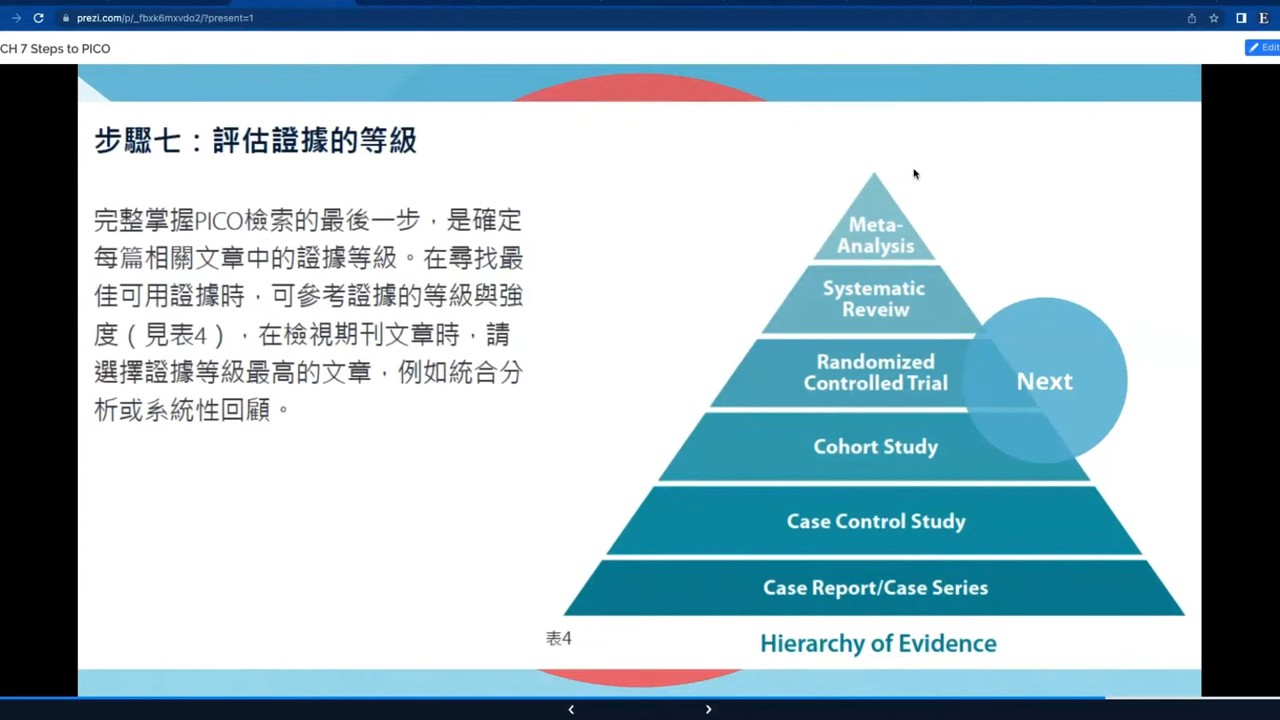 prezi.com/p/_fbxk6mxvdo2/?present=1
E
CH 7 Steps to PICO
Edit
步驟七：評估證據的等級
完整掌握PICO檢索的最後一步，是確定
每篇相關文章中的證據等級。在尋找最
佳可用證據時，可參考證據的等級與強
度（見表4），在檢視期刊文章時，請
選擇證據等級最高的文章，例如統合分
析或系統性回顧。
Meta-
Analysis
Systematic
Reveiw
Randomized
Controlled Trial
Next
Cohort Study
Case Control Study
Case Report/Case Series
表4
Hierarchy of Evidence